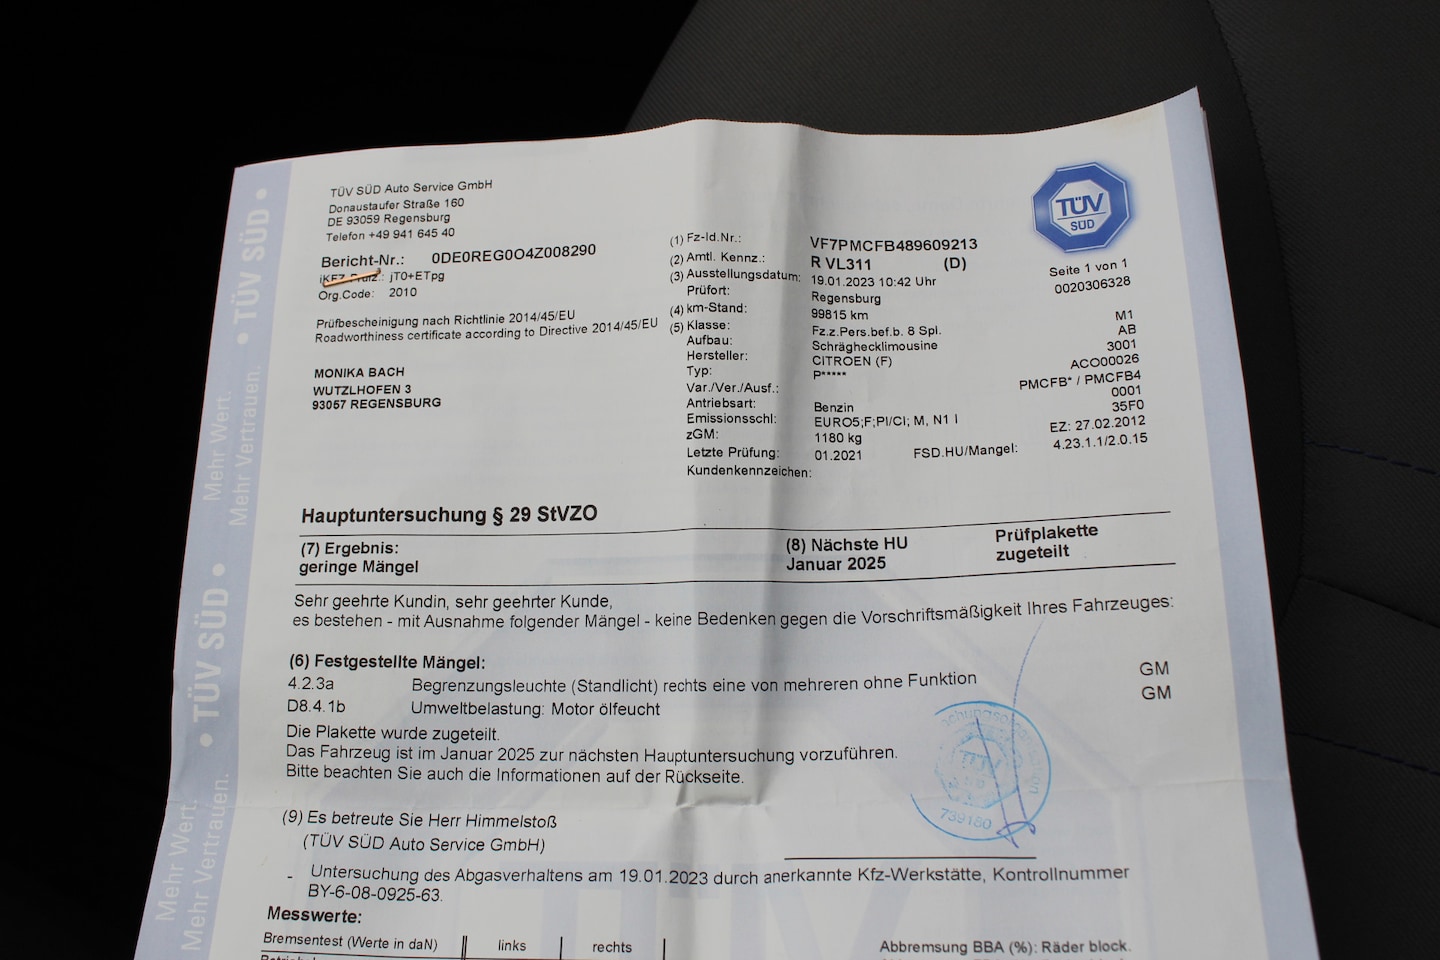 TÜV SÜD Auto Service GmbH
Donaustaufer Straße 160
DE 93059 Regensburg
Telefon +49 941 645 40
Bericht-Nr.: 0DE0REG0O4Z008290
jT0+ETpg
Org.Code: 2010
Prüfbescheinigung nach Richtlinie 2014/45/EU
Roadworthiness certificate according to Directive 2014/45/EU
MONIKA BACH
WUTZLHOFEN 3
93057 REGENSBURG
(1) Fz-Id.Nr.: VF7PMCFB489609213
(2) Amtl. Kennz.: R VL311 (D)
(3) Ausstellungsdatum: 19.01.2023 10:42 Uhr
Prüfort: Regensburg
(4) km-Stand: 99815 km
(5) Klasse: Fz.z.Pers.bef.b. 8 Spl. M1
Aufbau: Schräghecklimousine AB
Hersteller: CITROEN (F) 3001
Typ: P***** ACO00026
Var./Ver./Ausf.: PMCFB* / PMCFB4
0001
Antriebsart: Benzin
Emissionsschl: EURO5;F;PI/CI; M, N1 I 35F0
zGM: 1180 kg EZ: 27.02.2012
Letzte Prüfung: 01.2021 FSD.HU/Mangel: 4.23.1.1/2.0.15
Kundenkennzeichen:
TÜV
SÜD
Seite 1 von 1
0020306328
Hauptuntersuchung § 29 StVZO
(7) Ergebnis:
geringe Mängel
(8) Nächste HU
Januar 2025
Prüfplakette
zugeteilt
Sehr geehrte Kundin, sehr geehrter Kunde,
es bestehen - mit Ausnahme folgender Mängel - keine Bedenken gegen die Vorschriftsmäßigkeit Ihres Fahrzeuges:
(6) Festgestellte Mängel:
4.2.3a Begrenzungsleuchte (Standlicht) rechts eine von mehreren ohne Funktion GM
D8.4.1b Umweltbelastung: Motor ölfeucht GM
Die Plakette wurde zugeteilt.
Das Fahrzeug ist im Januar 2025 zur nächsten Hauptuntersuchung vorzuführen.
Bitte beachten Sie auch die Informationen auf der Rückseite.
(9) Es betreute Sie Herr Himmelstoß
(TÜV SÜD Auto Service GmbH)
739180
- Untersuchung des Abgasverhaltens am 19.01.2023 durch anerkannte Kfz-Werkstätte, Kontrollnummer
BY-6-08-0925-63.
Messwerte:
Bremsentest (Werte in daN) links rechts
Abbremsung BBA (%): Räder block.
• TÜV SÜD •
Mehr Wert.
Mehr Vertrauen.
• TÜV SÜD •
Mehr Wert.
Mehr Vertrauen.